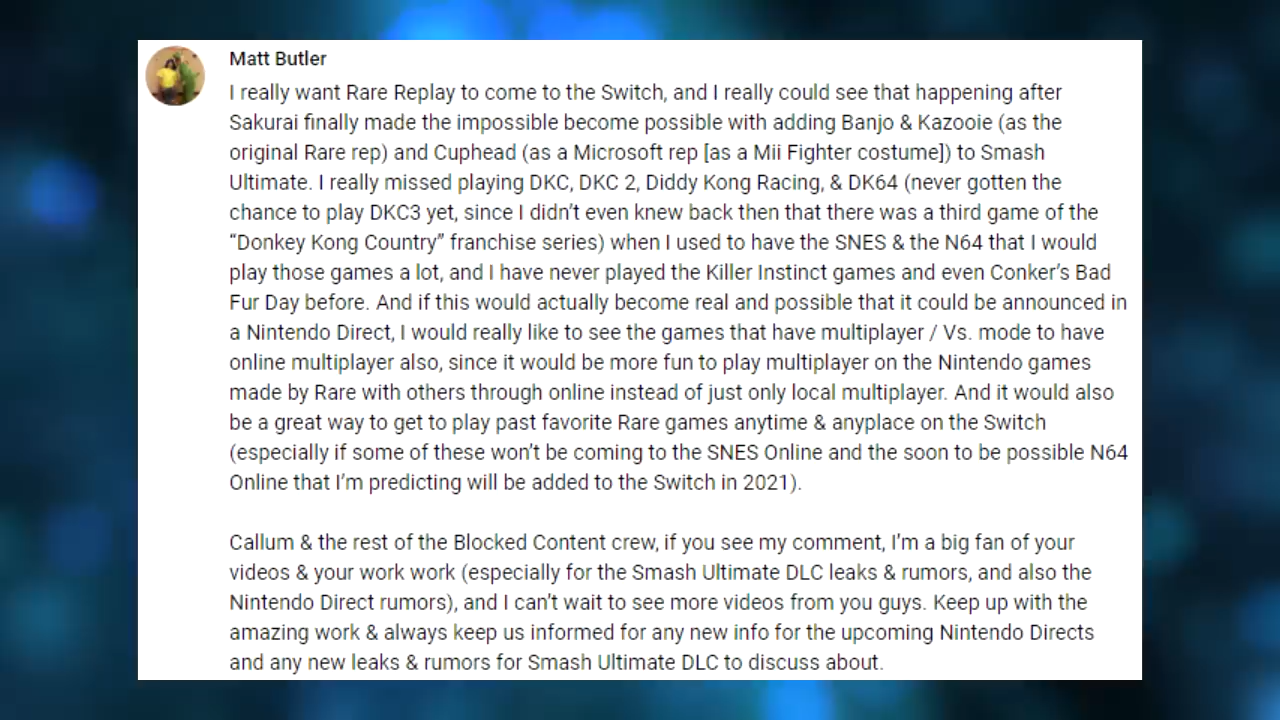 Matt Butler
I really want Rare Replay to come to the Switch, and I really could see that happening after
Sakurai finally made the impossible become possible with adding Banjo & Kazooie (as the
original Rare rep) and Cuphead (as a Microsoft rep [as a Mii Fighter costume]) to Smash
Ultimate. I really missed playing DKC, DKC 2, Diddy Kong Racing, & DK64 (never gotten the
chance to play DKC3 yet, since I didn’t even knew back then that there was a third game of the
“Donkey Kong Country” franchise series) when I used to have the SNES & the N64 that I would
play those games a lot, and I have never played the Killer Instinct games and even Conker’s Bad
Fur Day before. And if this would actually become real and possible that it could be announced in
a Nintendo Direct, I would really like to see the games that have multiplayer / Vs. mode to have
online multiplayer also, since it would be more fun to play multiplayer on the Nintendo games
made by Rare with others through online instead of just only local multiplayer. And it would also
be a great way to get to play past favorite Rare games anytime & anyplace on the Switch
(especially if some of these won’t be coming to the SNES Online and the soon to be possible N64
Online that I’m predicting will be added to the Switch in 2021).
Callum & the rest of the Blocked Content crew, if you see my comment, I’m a big fan of your
videos & your work work (especially for the Smash Ultimate DLC leaks & rumors, and also the
Nintendo Direct rumors), and I can’t wait to see more videos from you guys. Keep up with the
amazing work & always keep us informed for any new info for the upcoming Nintendo Directs
and any new leaks & rumors for Smash Ultimate DLC to discuss about.